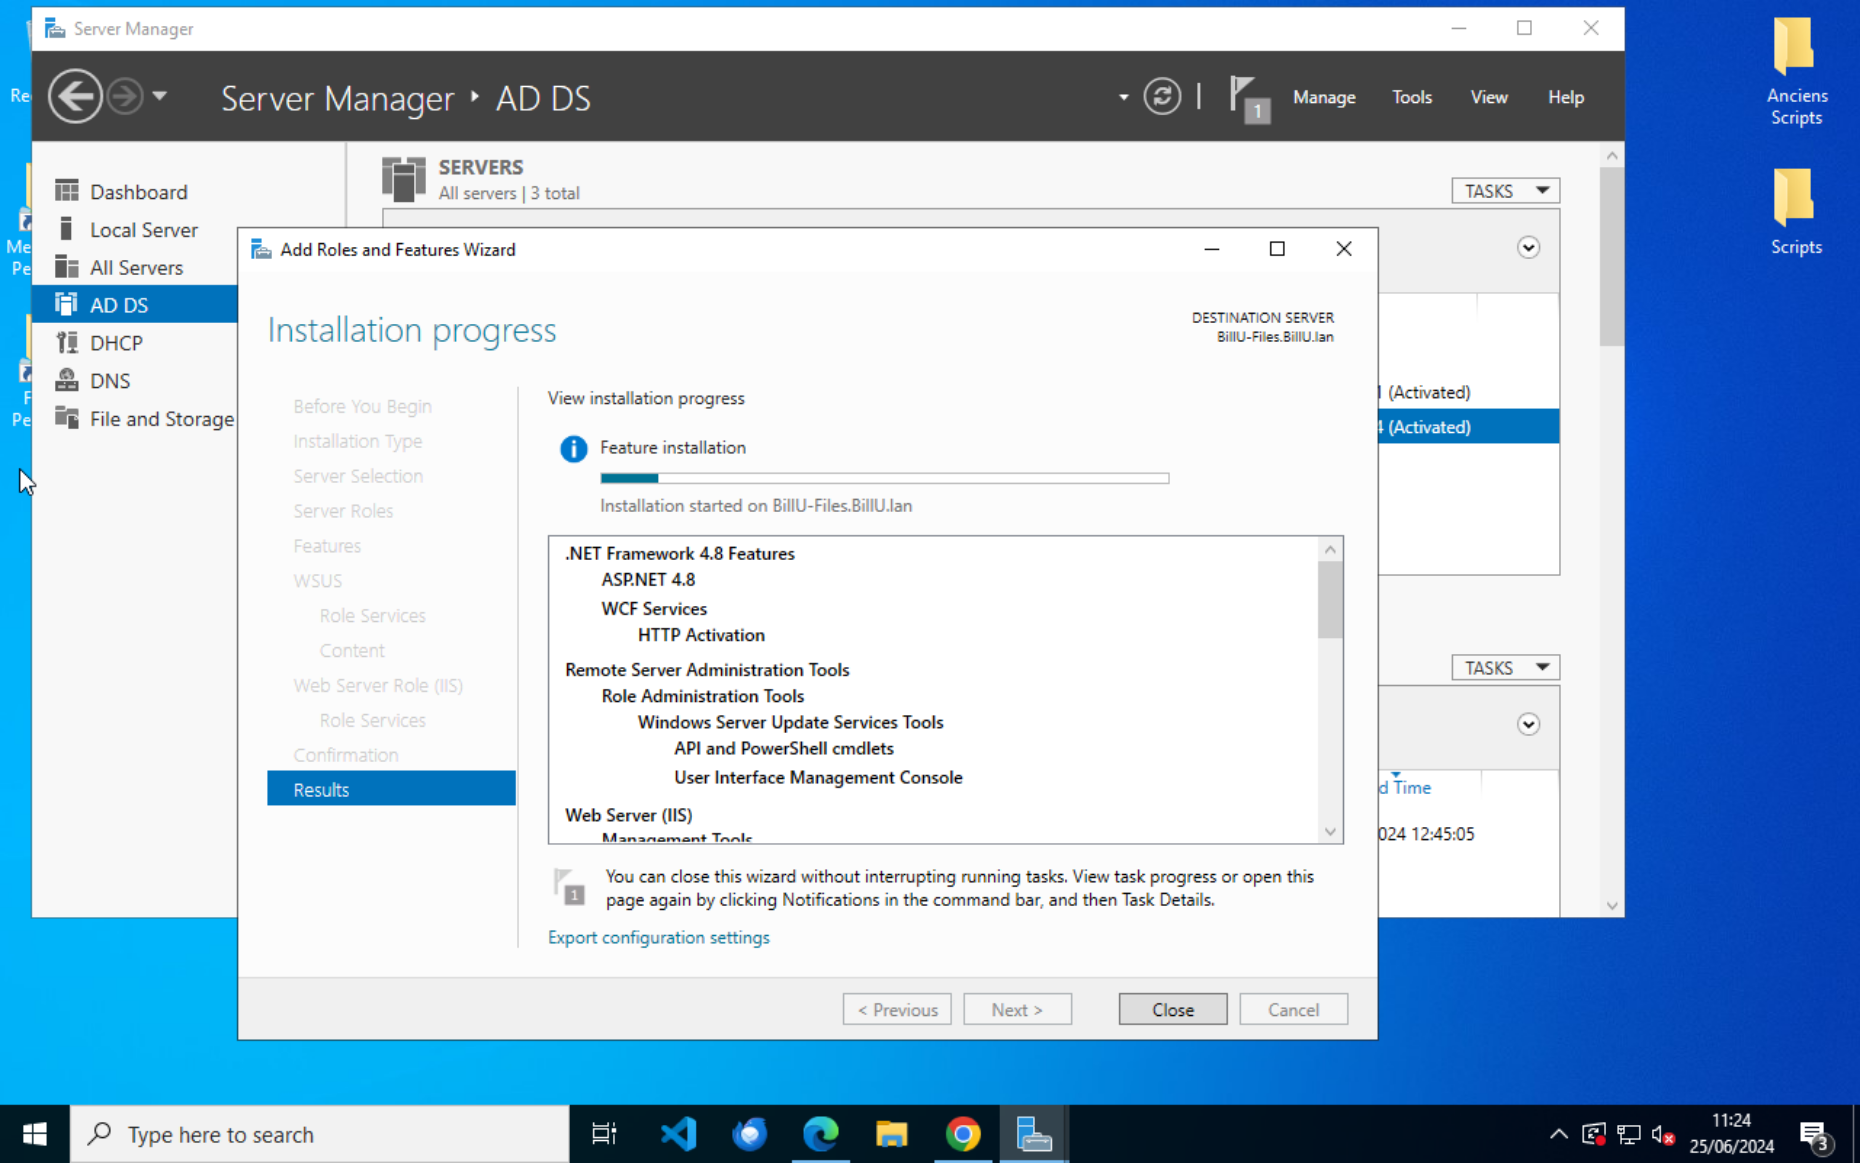 Server Manager
Server Manager ‣ AD DS
1
Manage
Tools
View
Help
Anciens
Scripts
Scripts
Dashboard
Local Server
All Servers
AD DS
DHCP
DNS
File and Storage
SERVERS
All servers | 3 total
TASKS
(Activated)
(Activated)
TASKS
d Time
024 12:45:05
Add Roles and Features Wizard
Installation progress
DESTINATION SERVER
BillU-Files.BillU.lan
Before You Begin
Installation Type
Server Selection
Server Roles
Features
WSUS
Role Services
Content
Web Server Role (IIS)
Role Services
Confirmation
Results
View installation progress
Feature installation
Installation started on BillU-Files.BillU.lan
.NET Framework 4.8 Features
ASP.NET 4.8
WCF Services
HTTP Activation
Remote Server Administration Tools
Role Administration Tools
Windows Server Update Services Tools
API and PowerShell cmdlets
User Interface Management Console
Web Server (IIS)
Management Tools
1
You can close this wizard without interrupting running tasks. View task progress or open this
page again by clicking Notifications in the command bar, and then Task Details.
Export configuration settings
< Previous
Next >
Close
Cancel
Type here to search
11:24
25/06/2024
3